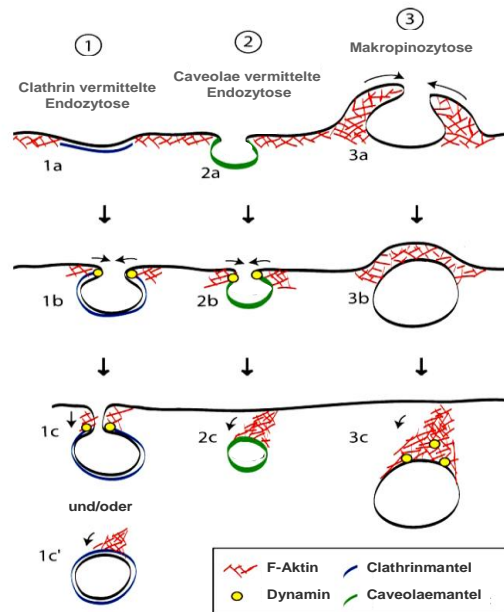 1
Clathrin vermittelte
Endozytose
2
Caveolae vermittelte
Endozytose
3
Makropinozytose
1a
2a
3a
1b
2b
3b
1c
2c
3c
und/oder
1c'
F-Aktin
Clathrinmantel
Dynamin
Caveolaemantel